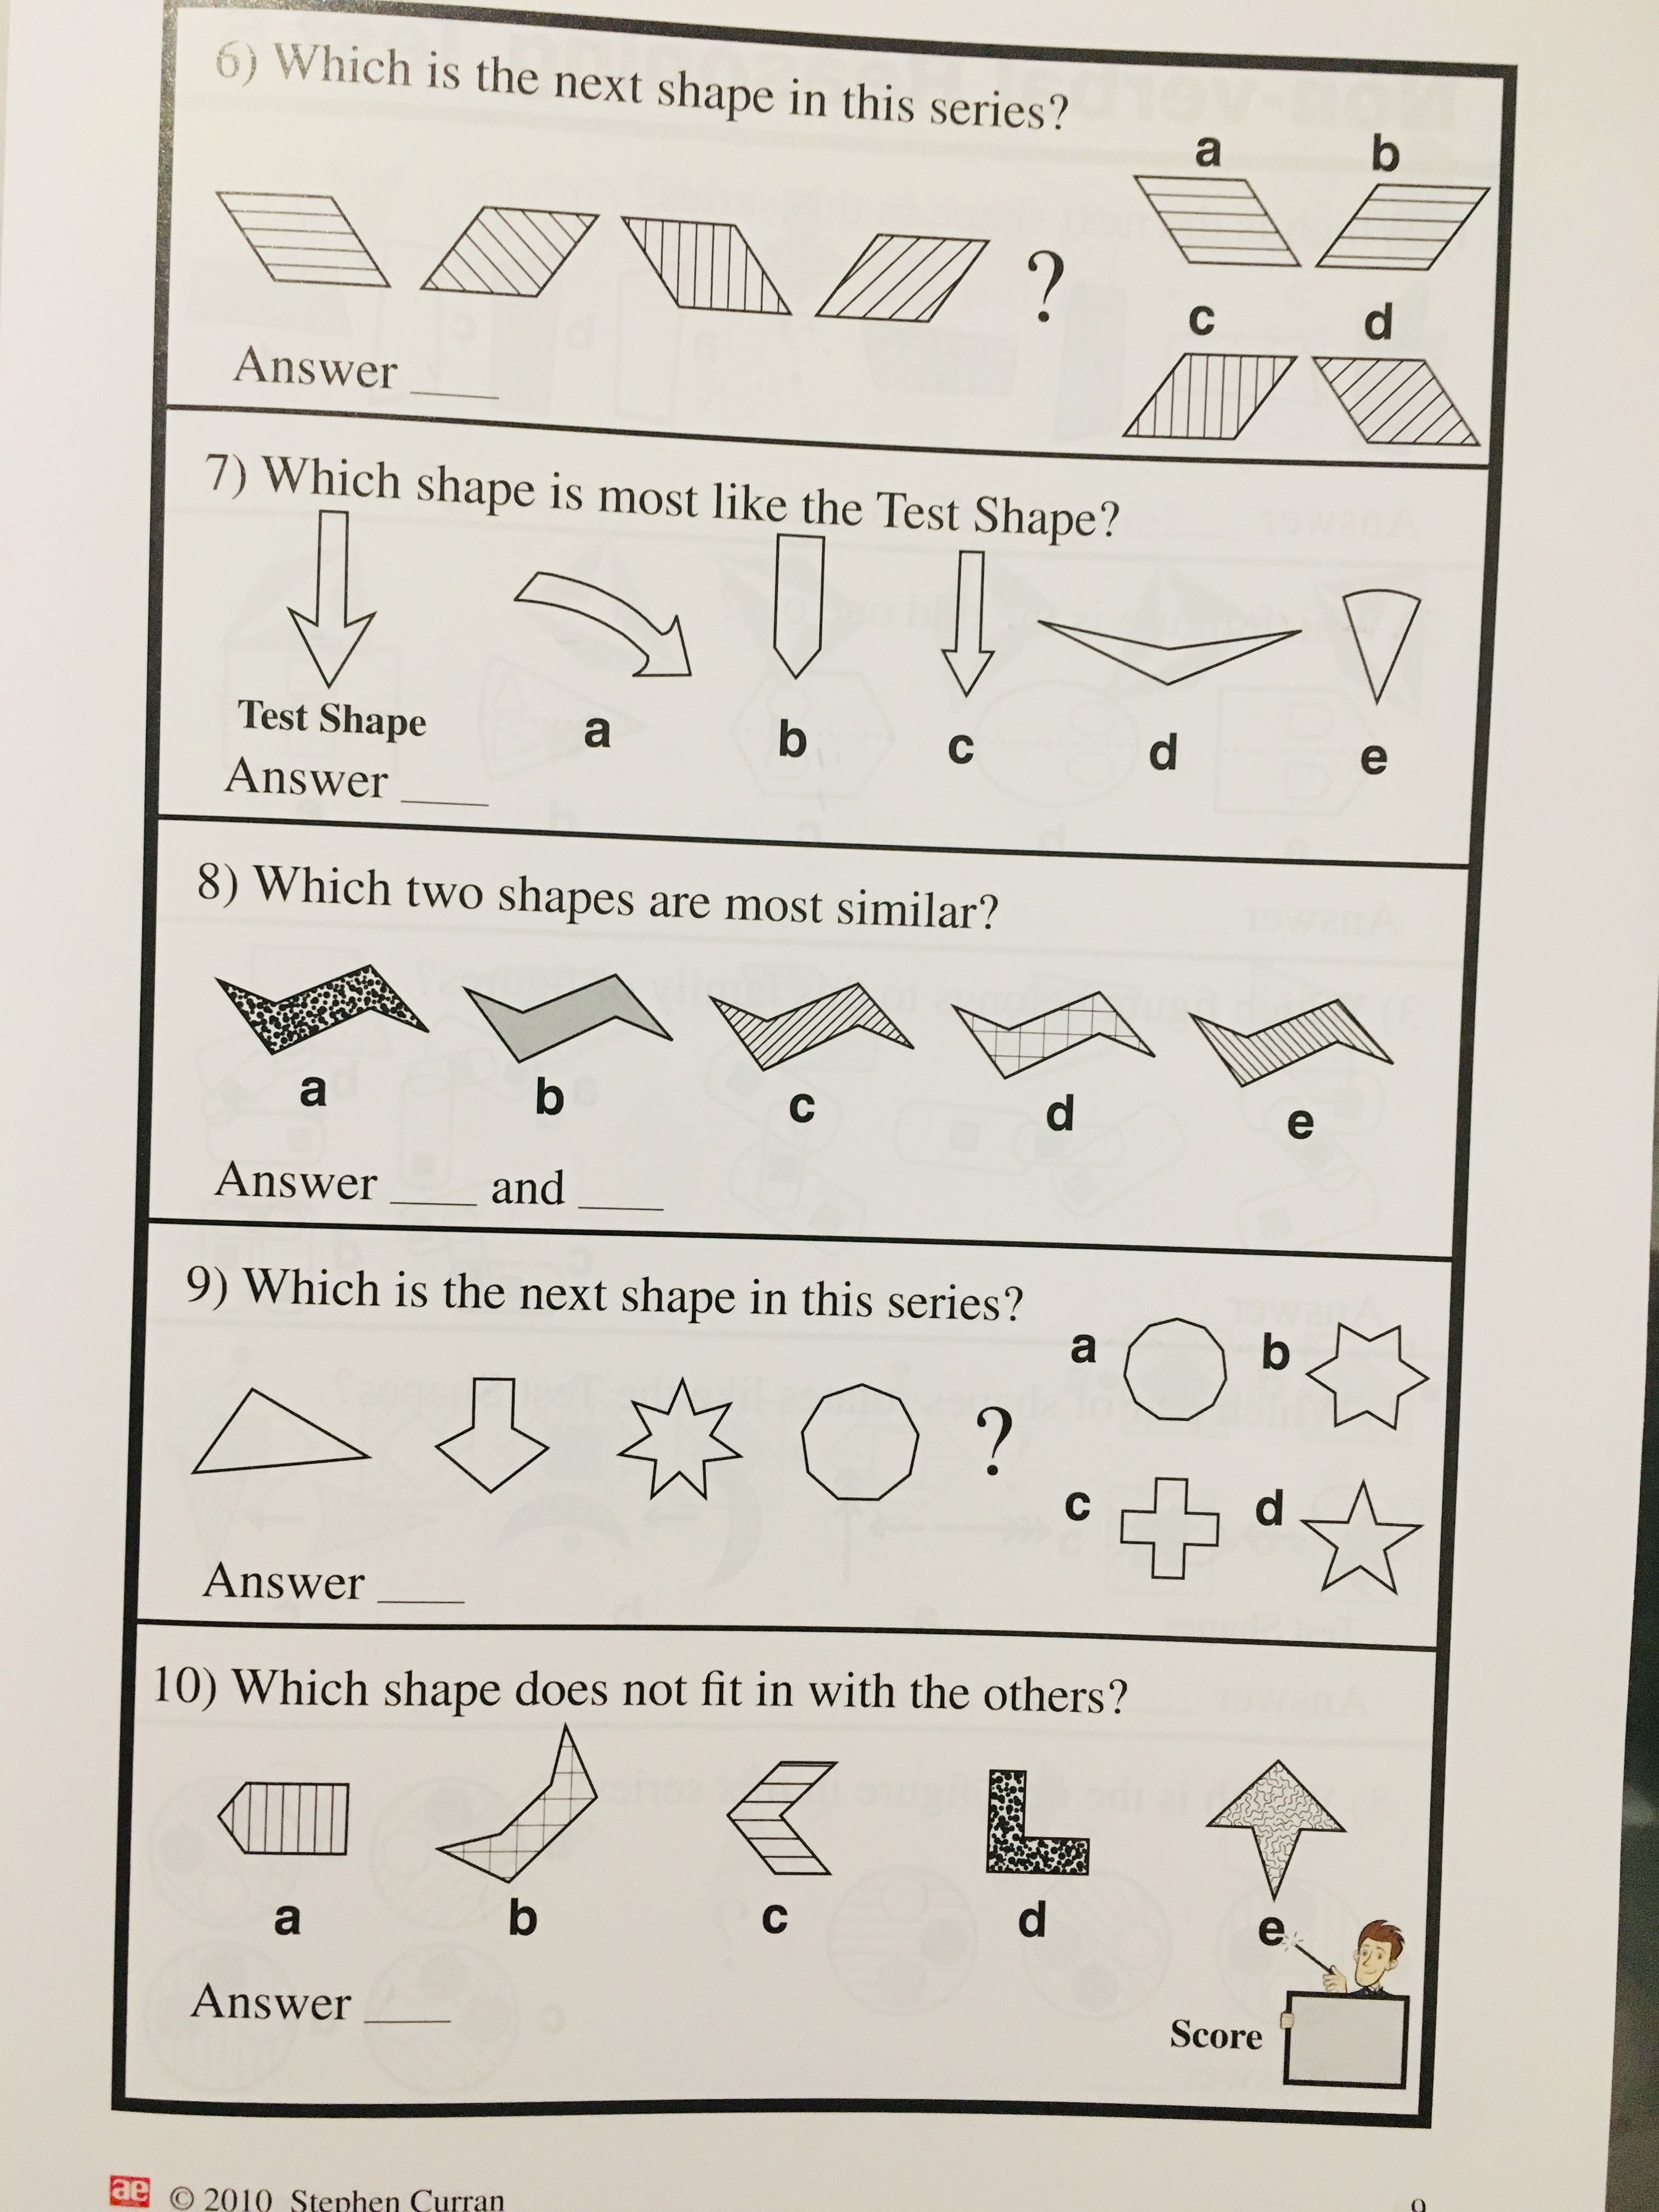 6) Which is the next shape in this series?
a b
?
c d
Answer ____
7) Which shape is most like the Test Shape?
Test Shape a b c d e
Answer ____
8) Which two shapes are most similar?
a b c d e
Answer ____ and ____
9) Which is the next shape in this series?
a b
?
c d
Answer ____
10) Which shape does not fit in with the others?
a b c d e
Answer ____
Score
ae © 2010 Stephen Curran